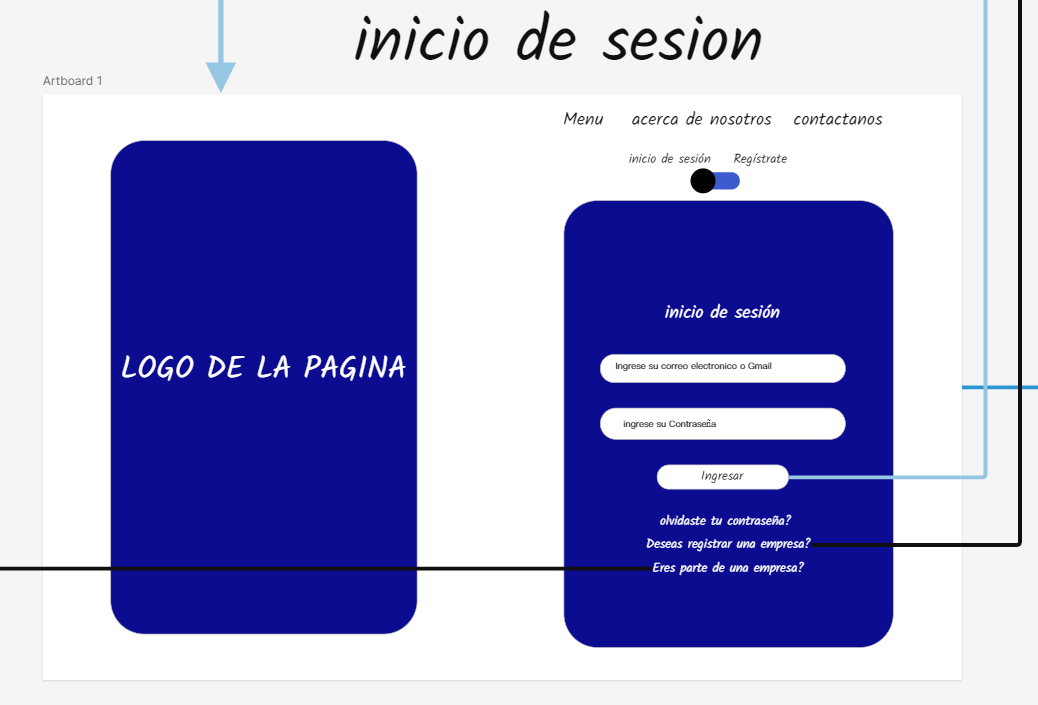 inicio de sesion
Artboard 1
Menu acerca de nosotros contactanos
inicio de sesión Regístrate
LOGO DE LA PAGINA
inicio de sesión
Ingrese su correo electronico o Gmail
ingrese su Contraseña
Ingresar
olvidaste tu contraseña?
Deseas registrar una empresa?
Eres parte de una empresa?